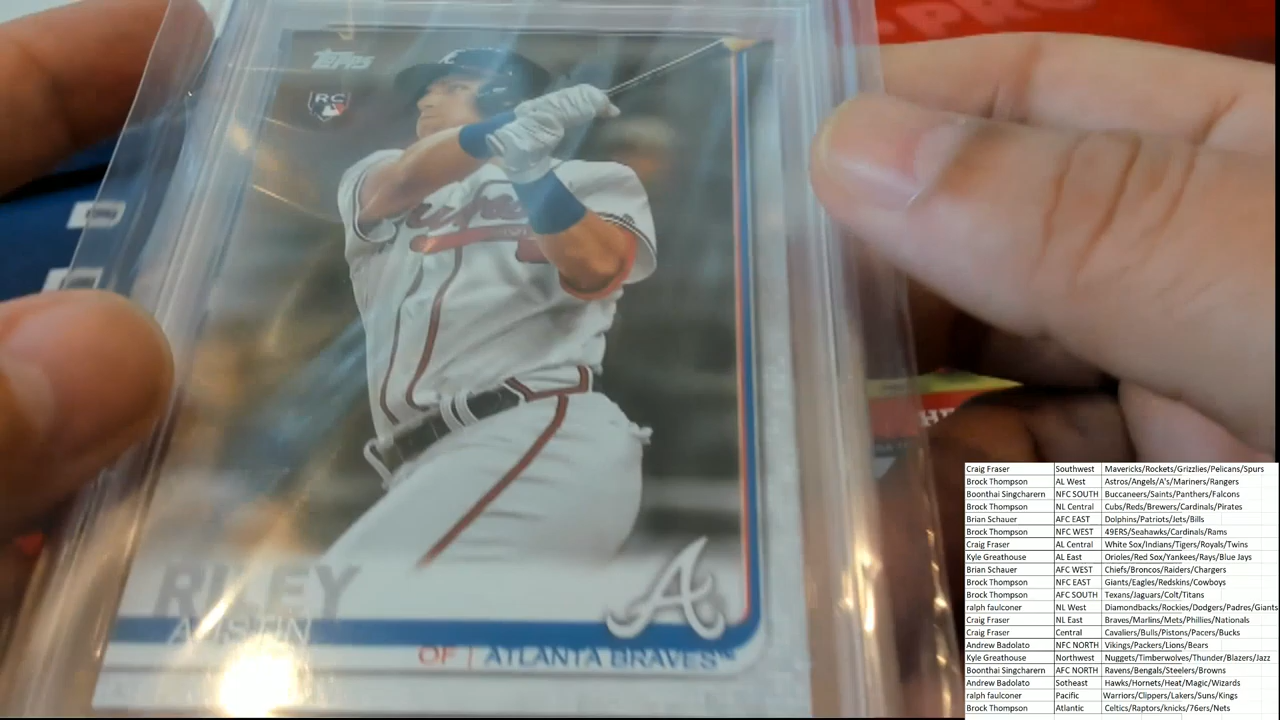 Topps
RC
RILEY
AUSTIN
OF | ATLANTA BRAVES™
Craig Fraser Southwest Mavericks/Rockets/Grizzlies/Pelicans/Spurs
Brock Thompson AL West Astros/Angels/A's/Mariners/Rangers
Boonthai Singcharern NFC SOUTH Buccaneers/Saints/Panthers/Falcons
Brock Thompson NL Central Cubs/Reds/Brewers/Cardinals/Pirates
Brian Schauer AFC EAST Dolphins/Patriots/Jets/Bills
Brock Thompson NFC WEST 49ERS/Seahawks/Cardinals/Rams
Craig Fraser AL Central White Sox/Indians/Tigers/Royals/Twins
Kyle Greathouse AL East Orioles/Red Sox/Yankees/Rays/Blue Jays
Brian Schauer AFC WEST Chiefs/Broncos/Raiders/Chargers
Brock Thompson NFC EAST Giants/Eagles/Redskins/Cowboys
Brock Thompson AFC SOUTH Texans/Jaguars/Colt/Titans
ralph faulconer NL West Diamondbacks/Rockies/Dodgers/Padres/Giants
Craig Fraser NL East Braves/Marlins/Mets/Phillies/Nationals
Craig Fraser Central Cavaliers/Bulls/Pistons/Pacers/Bucks
Andrew Badolato NFC NORTH Vikings/Packers/Lions/Bears
Kyle Greathouse Northwest Nuggets/Timberwolves/Thunder/Blazers/Jazz
Boonthai Singcharern AFC NORTH Ravens/Bengals/Steelers/Browns
Andrew Badolato Sotheast Hawks/Hornets/Heat/Magic/Wizards
ralph faulconer Pacific Warriors/Clippers/Lakers/Suns/Kings
Brock Thompson Atlantic Celtics/Raptors/knicks/76ers/Nets